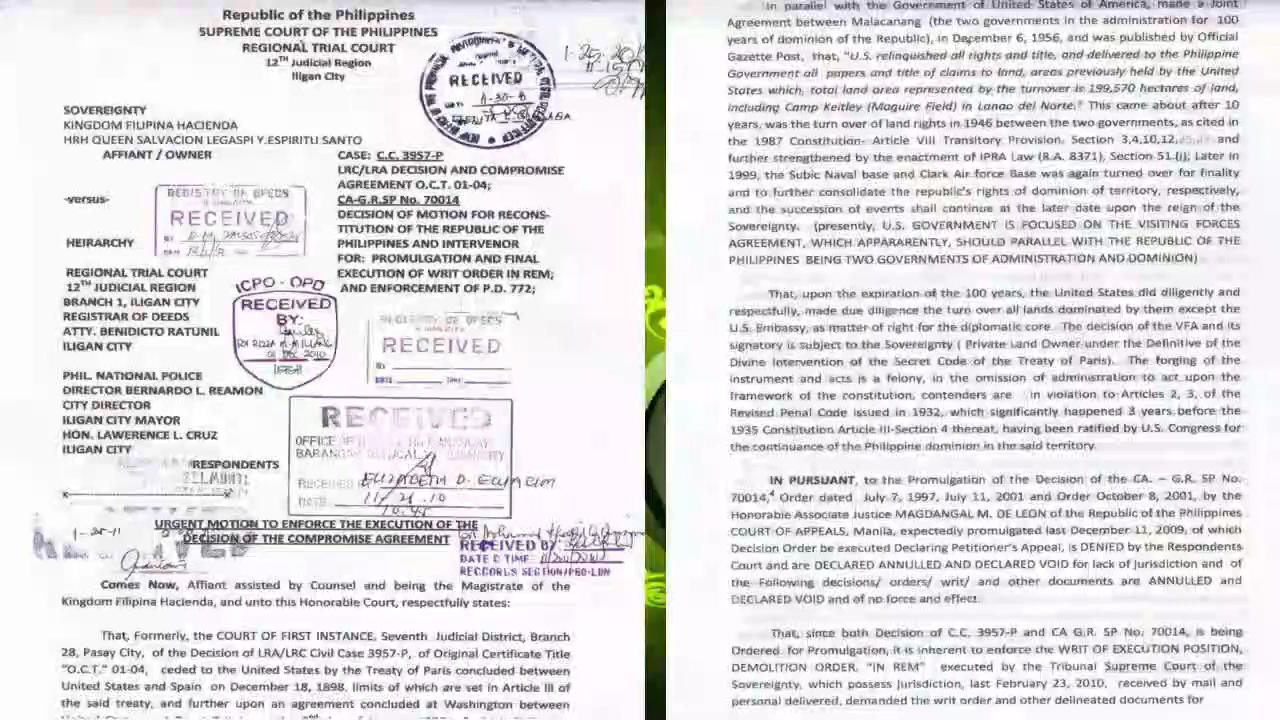 Republic of the Philippines
SUPREME COURT OF THE PHILIPPINES
REGIONAL TRIAL COURT
12TH Judicial Region
Iligan City
RECEIVED
SOVEREIGNTY
KINGDOM FILIPINA HACIENDA
HRH QUEEN SALVACION LEGASPI Y.ESPIRITU SANTO
AFFIANT / OWNER
-versus-
HEIRARCHY
REGIONAL TRIAL COURT
12TH JUDICIAL REGION
BRANCH 1, ILIGAN CITY
REGISTRAR OF DEEDS
ATTY. BENIDICTO RATUNIL
ILIGAN CITY
PHIL. NATIONAL POLICE
DIRECTOR BERNARDO L. REAMON
CITY DIRECTOR
ILIGAN CITY MAYOR
HON. LAWERENCE L. CRUZ
ILIGAN CITY
RESPONDENTS
CASE: C.C. 3957-P
LRC/LRA DECISION AND COMPROMISE
AGREEMENT O.C.T. 01-04;
CA-G.R.SP No. 70014
DECISION OF MOTION FOR RECONS-
TITUTION OF THE REPUBLIC OF THE
PHILIPPINES AND INTERVENOR
FOR: PROMULGATION AND FINAL
EXECUTION OF WRIT ORDER IN REM;
AND ENFORCEMENT OF P.D. 772;
REGISTRY OF DEEDS
RECEIVED
ICPO - OPD
RECEIVED
BY:
REGISTRY OF DEEDS
RECEIVED
RECEIVED
OFFICE OF
BARANGAY
RECEIVED
ELIZABETH D.
DATE
11/21.10
URGENT MOTION TO ENFORCE THE EXECUTION OF THE
DECISION OF THE COMPROMISE AGREEMENT
1-25-11
RECEIVED BY:
DATE & TIME:
RECORDS SECTION/PEO-LDN
Comes Now, Affiant assisted by Counsel and being the Magistrate of the
Kingdom Filipina Hacienda, and unto this Honorable Court, respectfully states:
That, Formerly, the COURT OF FIRST INSTANCE, Seventh Judicial District, Branch
28, Pasay City, of the Decision of LRA/LRC Civil Case 3957-P, of Original Certificate Title
"O.C.T." 01-04, ceded to the United States by the Treaty of Paris concluded between
United States and Spain on December 18, 1898, limits of which are set in Article III of
the said treaty, and further upon an agreement concluded at Washington between
In parallel with the Government of United States of America, made a Joint
Agreement between Malacanang (the two governments in the administration for 100
years of dominion of the Republic), in December 6, 1956, and was published by Official
Gazette Post, that, "U.S. relinquished all rights and title, and delivered to the Philippine
Government all papers and title of claims to land, areas previously held by the United
States which, total land area represented by the turnover is 199,570 hectares of land,
including Camp Keitley (Maguire Field) in Lanao del Norte." This came about after 10
years, was the turn over of land rights in 1946 between the two governments, as cited in
the 1987 Constitution- Article VIII Transitory Provision, Section 3,4,10,12, and
further strengthened by the enactment of IPRA Law (R.A. 8371), Section 51.(i); Later in
1999, the Subic Naval base and Clark Air force Base was again turned over for finality
and to further consolidate the republic's rights of dominion of territory, respectively,
and the succession of events shall continue at the later date upon the reign of the
Sovereignty. (presently, U.S. GOVERNMENT IS FOCUSED ON THE VISITING FORCES
AGREEMENT, WHICH APPARARENTLY, SHOULD PARALLEL WITH THE REPUBLIC OF THE
PHILIPPINES BEING TWO GOVERNMENTS OF ADMINISTRATION AND DOMINION)
That, upon the expiration of the 100 years, the United States did diligently and
respectfully, made due diligence the turn over all lands dominated by them except the
U.S. Embassy, as matter of right for the diplomatic core. The decision of the VFA and its
signatory is subject to the Sovereignty ( Private Land Owner under the Definitive of the
Divine Intervention of the Secret Code of the Treaty of Paris). The forging of the
instrument and acts is a felony, in the omission of administration to act upon the
framework of the constitution, contenders are in violation to Articles 2, 3, of the
Revised Penal Code issued in 1932, which significantly happened 3 years before the
1935 Constitution Article III-Section 4 thereat, having been ratified by U.S. Congress for
the continuance of the Philippine dominion in the said territory.
IN PURSUANT, to the Promulgation of the Decision of the CA. – G.R. SP No.
70014,4 Order dated July 7, 1997, July 11, 2001 and Order October 8, 2001, by the
Honorable Associate Justice MAGDANGAL M. DE LEON of the Republic of the Philippines
COURT OF APPEALS, Manila, expectedly promulgated last December 11, 2009, of which
Decision Order be executed Declaring Petitioner's Appeal, is DENIED by the Respondents
Court and are DECLARED ANNULLED AND DECLARED VOID for lack of Jurisdiction and of
the Following decisions/ orders/ writ/ and other documents are ANNULLED and
DECLARED VOID and of no force and effect.
That, since both Decision of C.C. 3957-P and CA G.R. SP No. 70014, is being
Ordered for Promulgation, it is inherent to enforce the WRIT OF EXECUTION POSITION,
DEMOLITION ORDER, "IN REM" executed by the Tribunal Supreme Court of the
Sovereignty, which possess Jurisdiction, last February 23, 2010, received by mail and
personal delivered, demanded the writ order and other delineated documents for